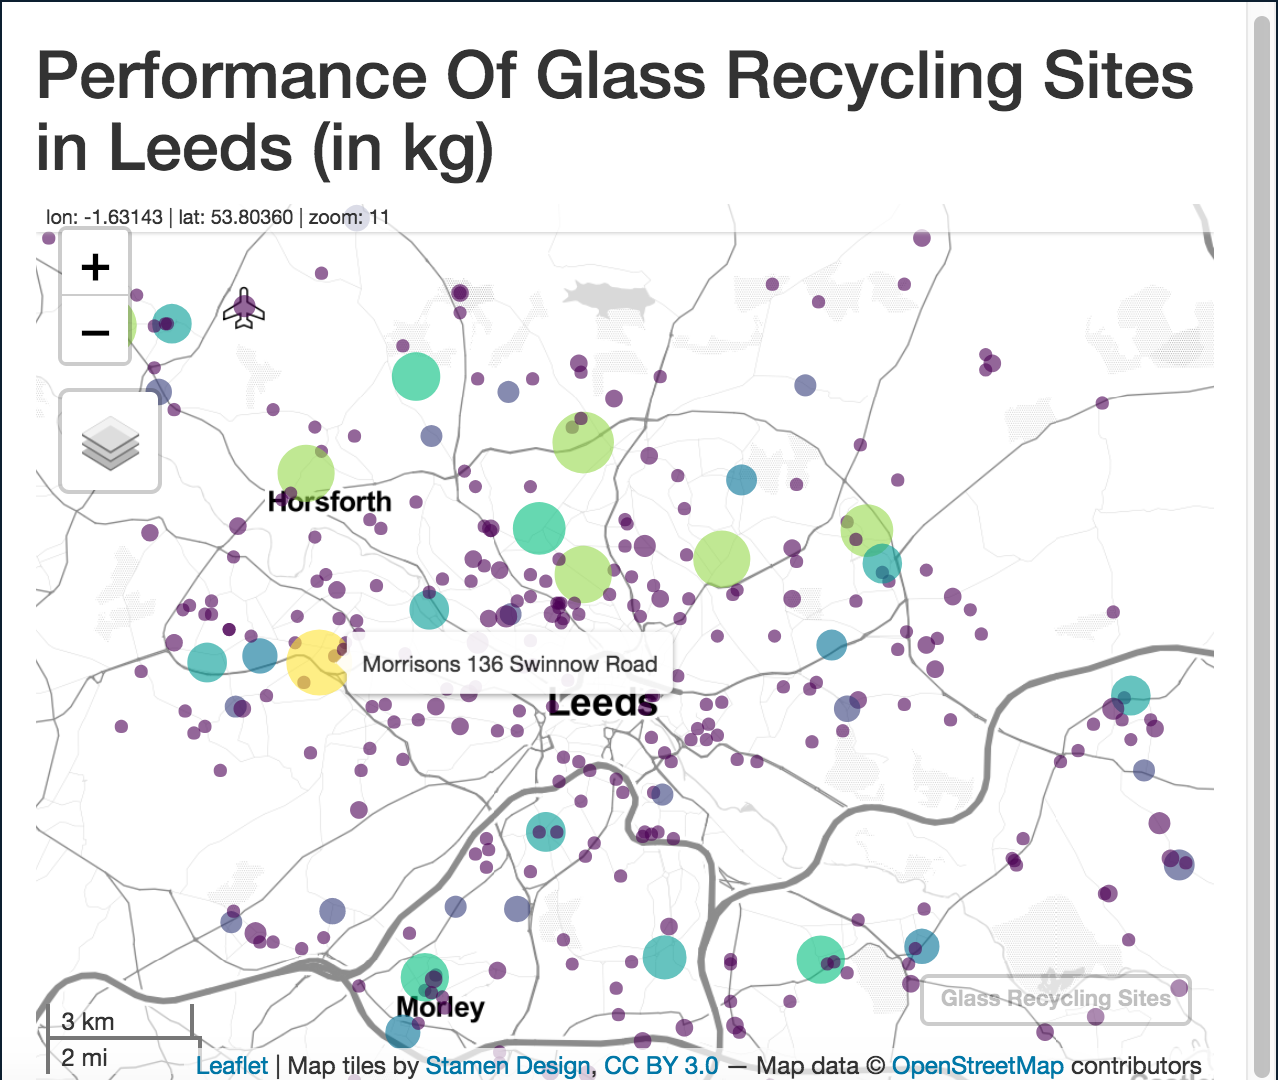 Performance Of Glass Recycling Sites
in Leeds (in kg)
lon: -1.63143 | lat: 53.80360 | zoom: 11
+
−
Horsforth
Morrisons 136 Swinnow Road
Leeds
Morley
Glass Recycling Sites
3 km
2 mi
Leaflet | Map tiles by Stamen Design, CC BY 3.0 — Map data © OpenStreetMap contributors